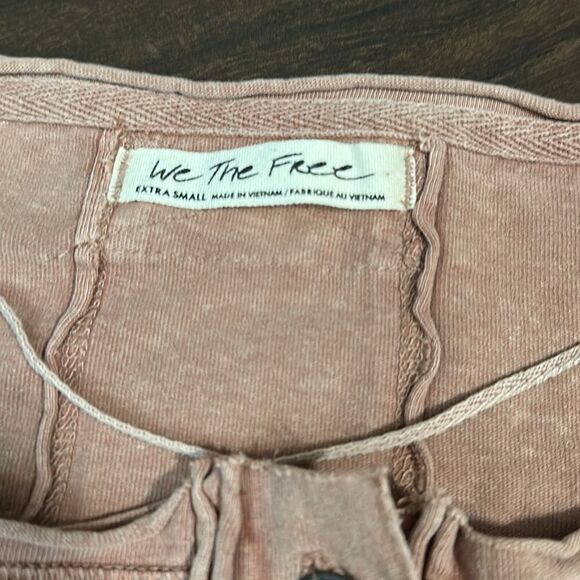 We The Free
EXTRA SMALL MADE IN VIETNAM / FABRIQUE AU VIETNAM